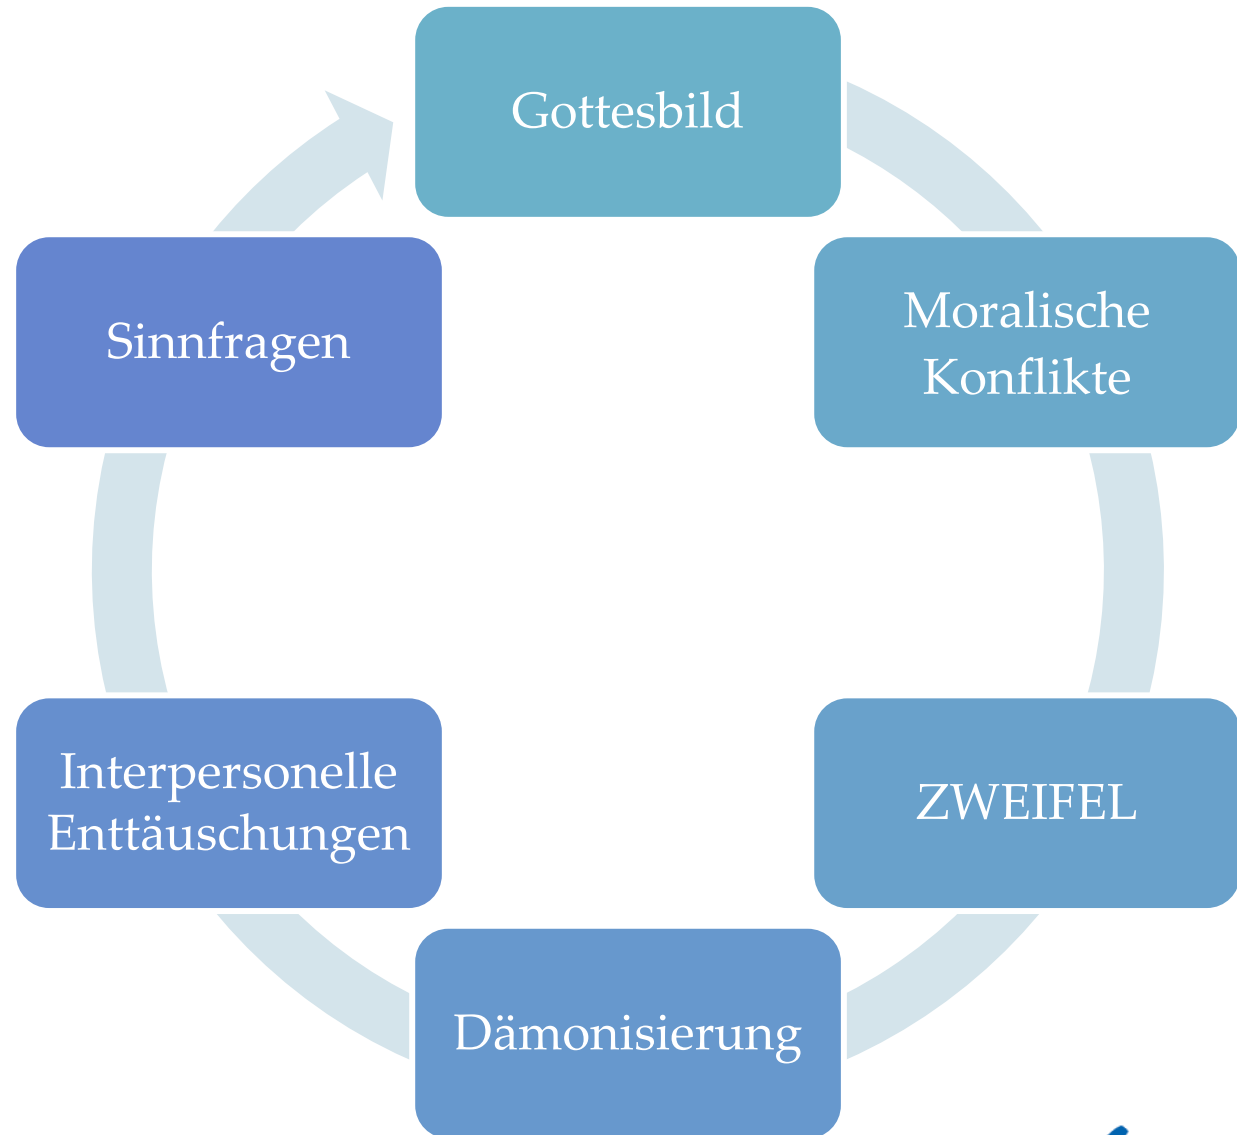 Gottesbild
Moralische
Konflikte
ZWEIFEL
Dämonisierung
Interpersonelle
Enttäuschungen
Sinnfragen